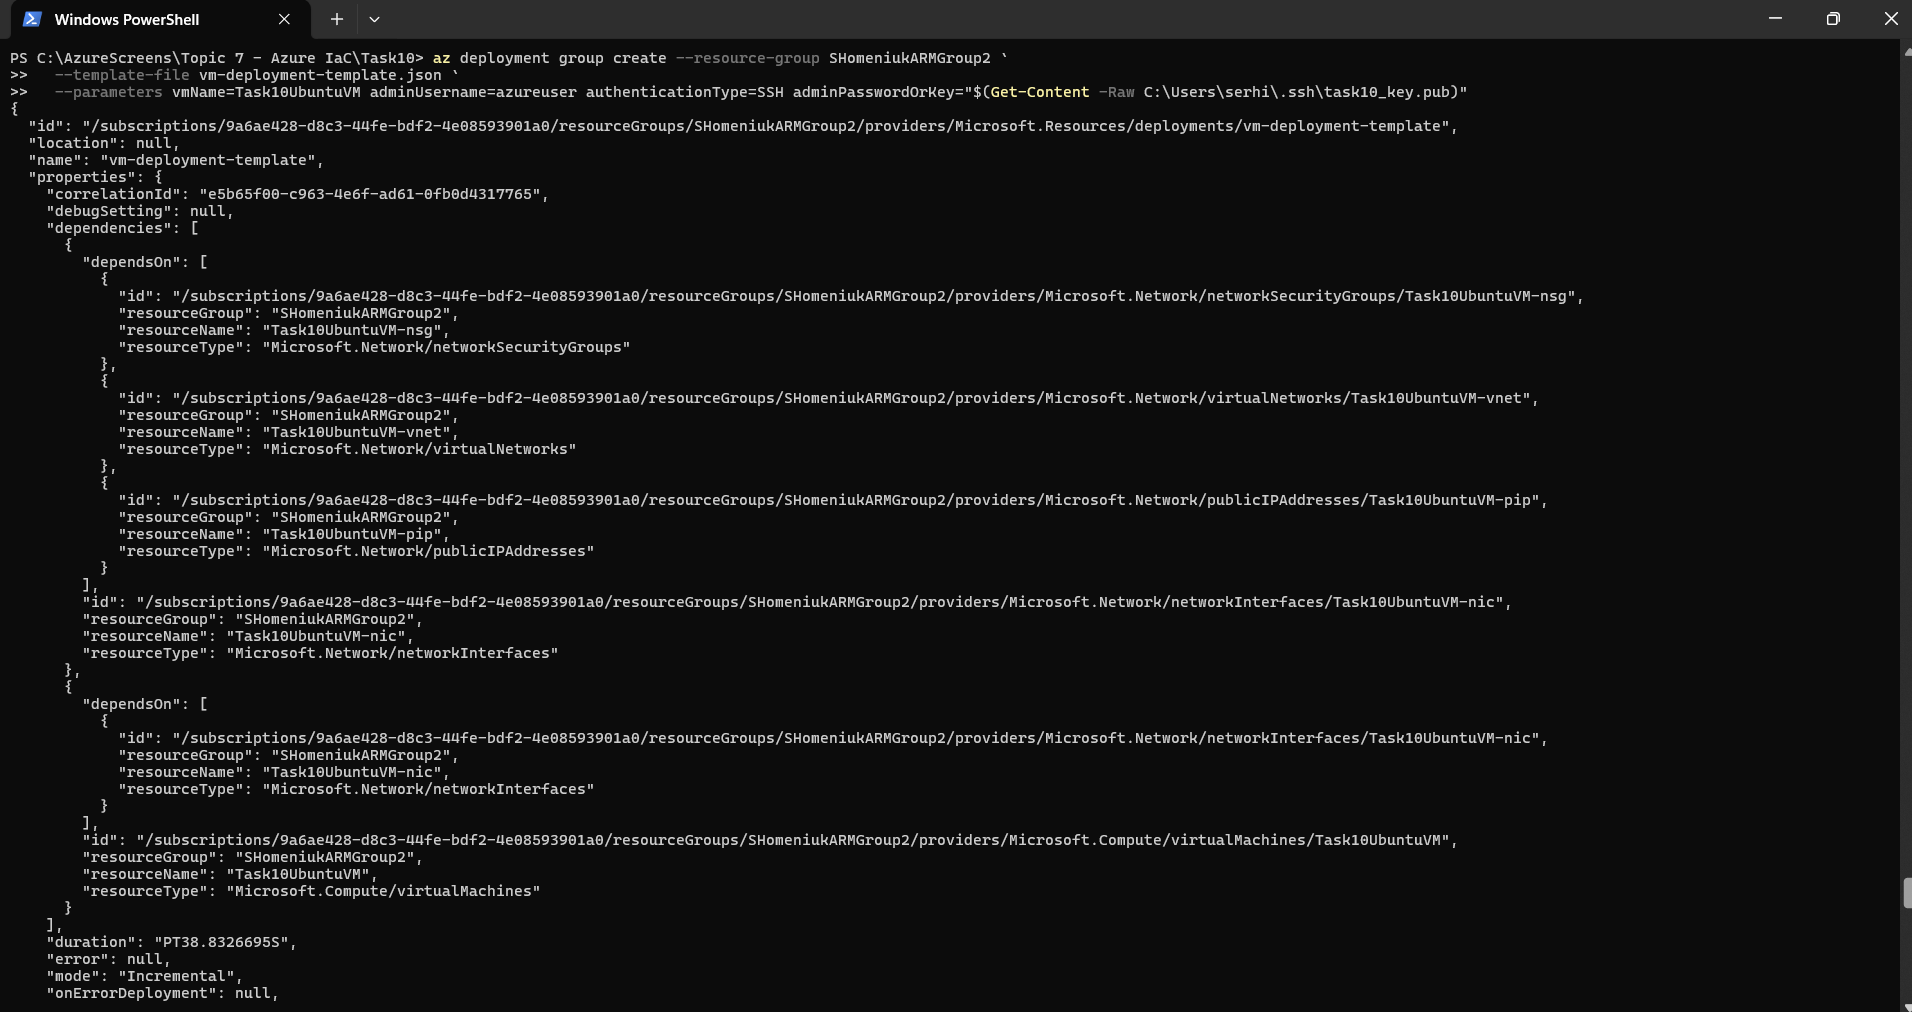 Windows PowerShell
PS C:\AzureScreens\Topic 7 - Azure IaC\Task10> az deployment group create --resource-group SHomeniukARMGroup2 `
>>   --template-file vm-deployment-template.json `
>>   --parameters vmName=Task10UbuntuVM adminUsername=azureuser authenticationType=SSH adminPasswordOrKey="$(Get-Content -Raw C:\Users\serhi\.ssh\task10_key.pub)"
{
  "id": "/subscriptions/9a6ae428-d8c3-44fe-bdf2-4e08593901a0/resourceGroups/SHomeniukARMGroup2/providers/Microsoft.Resources/deployments/vm-deployment-template",
  "location": null,
  "name": "vm-deployment-template",
  "properties": {
    "correlationId": "e5b65f00-c963-4e6f-ad61-0fb0d4317765",
    "debugSetting": null,
    "dependencies": [
      {
        "dependsOn": [
          {
            "id": "/subscriptions/9a6ae428-d8c3-44fe-bdf2-4e08593901a0/resourceGroups/SHomeniukARMGroup2/providers/Microsoft.Network/networkSecurityGroups/Task10UbuntuVM-nsg",
            "resourceGroup": "SHomeniukARMGroup2",
            "resourceName": "Task10UbuntuVM-nsg",
            "resourceType": "Microsoft.Network/networkSecurityGroups"
          },
          {
            "id": "/subscriptions/9a6ae428-d8c3-44fe-bdf2-4e08593901a0/resourceGroups/SHomeniukARMGroup2/providers/Microsoft.Network/virtualNetworks/Task10UbuntuVM-vnet",
            "resourceGroup": "SHomeniukARMGroup2",
            "resourceName": "Task10UbuntuVM-vnet",
            "resourceType": "Microsoft.Network/virtualNetworks"
          },
          {
            "id": "/subscriptions/9a6ae428-d8c3-44fe-bdf2-4e08593901a0/resourceGroups/SHomeniukARMGroup2/providers/Microsoft.Network/publicIPAddresses/Task10UbuntuVM-pip",
            "resourceGroup": "SHomeniukARMGroup2",
            "resourceName": "Task10UbuntuVM-pip",
            "resourceType": "Microsoft.Network/publicIPAddresses"
          }
        ],
        "id": "/subscriptions/9a6ae428-d8c3-44fe-bdf2-4e08593901a0/resourceGroups/SHomeniukARMGroup2/providers/Microsoft.Network/networkInterfaces/Task10UbuntuVM-nic",
        "resourceGroup": "SHomeniukARMGroup2",
        "resourceName": "Task10UbuntuVM-nic",
        "resourceType": "Microsoft.Network/networkInterfaces"
      },
      {
        "dependsOn": [
          {
            "id": "/subscriptions/9a6ae428-d8c3-44fe-bdf2-4e08593901a0/resourceGroups/SHomeniukARMGroup2/providers/Microsoft.Network/networkInterfaces/Task10UbuntuVM-nic",
            "resourceGroup": "SHomeniukARMGroup2",
            "resourceName": "Task10UbuntuVM-nic",
            "resourceType": "Microsoft.Network/networkInterfaces"
          }
        ],
        "id": "/subscriptions/9a6ae428-d8c3-44fe-bdf2-4e08593901a0/resourceGroups/SHomeniukARMGroup2/providers/Microsoft.Compute/virtualMachines/Task10UbuntuVM",
        "resourceGroup": "SHomeniukARMGroup2",
        "resourceName": "Task10UbuntuVM",
        "resourceType": "Microsoft.Compute/virtualMachines"
      }
    ],
    "duration": "PT38.8326695S",
    "error": null,
    "mode": "Incremental",
    "onErrorDeployment": null,